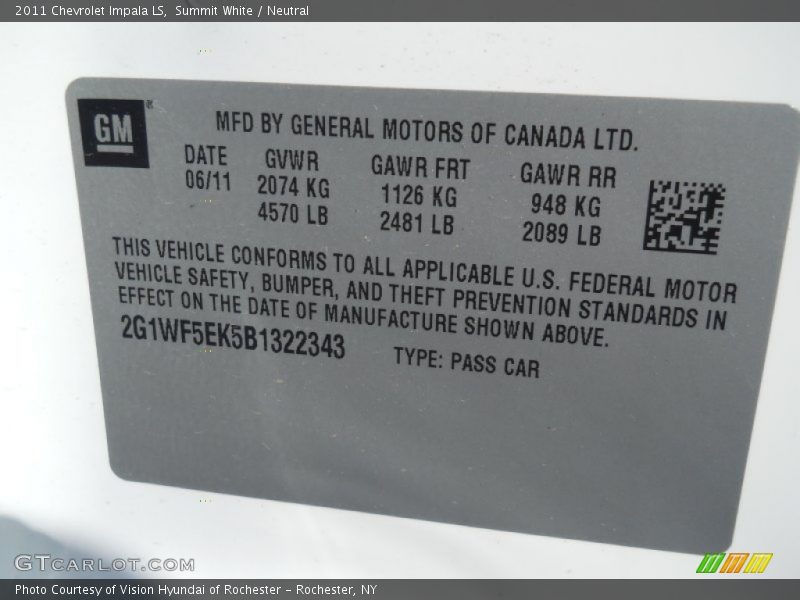 2011 Chevrolet Impala LS, Summit White / Neutral
GM
MFD BY GENERAL MOTORS OF CANADA LTD.
DATE GVWR GAWR FRT GAWR RR
06/11 2074 KG 1126 KG 948 KG
4570 LB 2481 LB 2089 LB
THIS VEHICLE CONFORMS TO ALL APPLICABLE U.S. FEDERAL MOTOR
VEHICLE SAFETY, BUMPER, AND THEFT PREVENTION STANDARDS IN
EFFECT ON THE DATE OF MANUFACTURE SHOWN ABOVE.
2G1WF5EK5B1322343 TYPE: PASS CAR
GTCARLOT.COM
Photo Courtesy of Vision Hyundai of Rochester - Rochester, NY